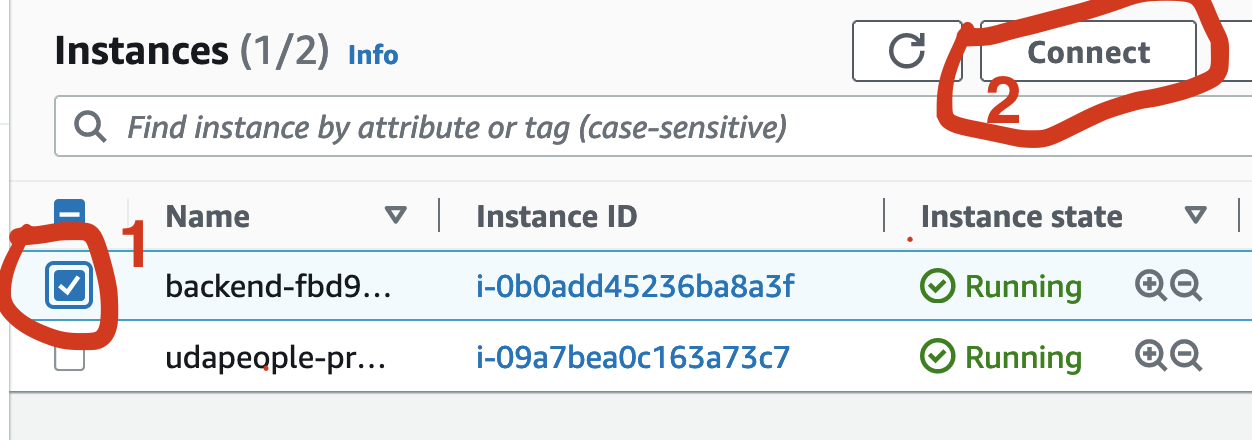 Instances (1/2) Info
Connect
2
Find instance by attribute or tag (case-sensitive)
1
Name Instance ID Instance state
backend-fbd9... i-0b0add45236ba8a3f Running
udapeople-pr... i-09a7bea0c163a73c7 Running